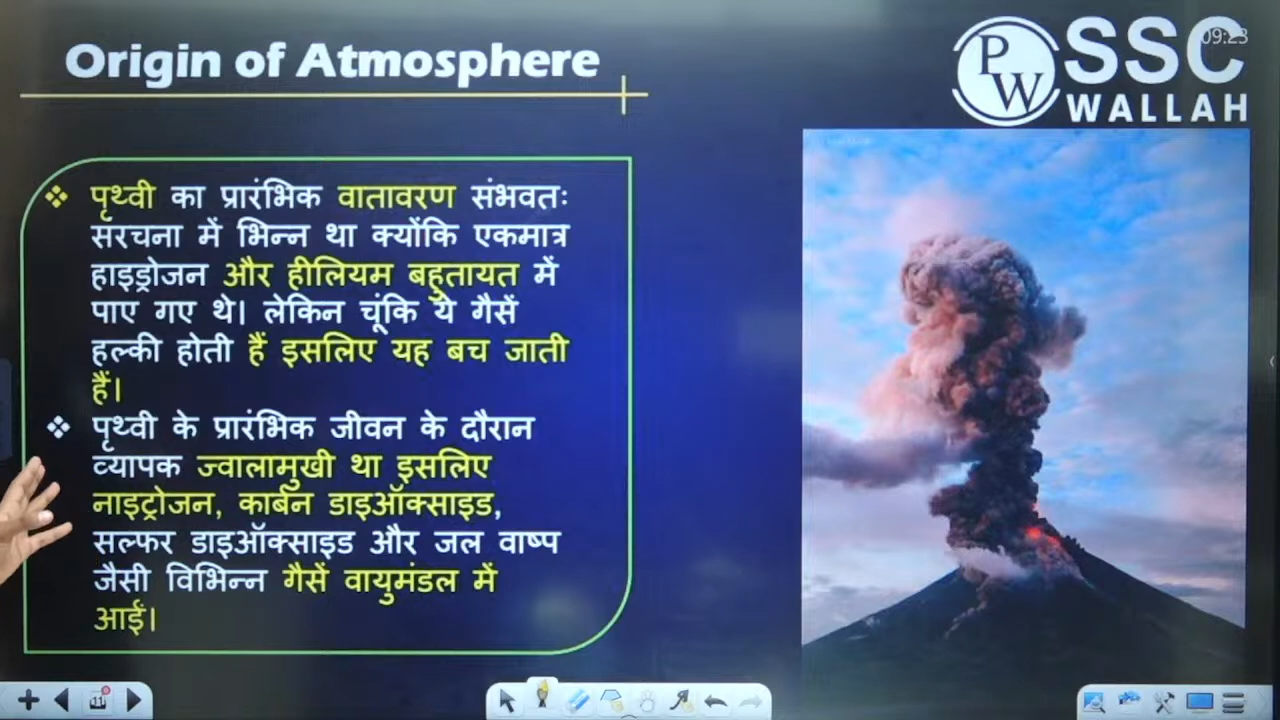 Origin of Atmosphere
PW
SSC
WALLAH
09:23
❖ पृथ्वी का प्रारंभिक वातावरण संभवतः
संरचना में भिन्न था क्योंकि एकमात्र
हाइड्रोजन और हीलियम बहुतायत में
पाए गए थे। लेकिन चूंकि ये गैसें
हल्की होती हैं इसलिए यह बच जाती
हैं।
❖ पृथ्वी के प्रारंभिक जीवन के दौरान
व्यापक ज्वालामुखी था इसलिए
नाइट्रोजन, कार्बन डाइऑक्साइड,
सल्फर डाइऑक्साइड और जल वाष्प
जैसी विभिन्न गैसें वायुमंडल में
आईं।
11